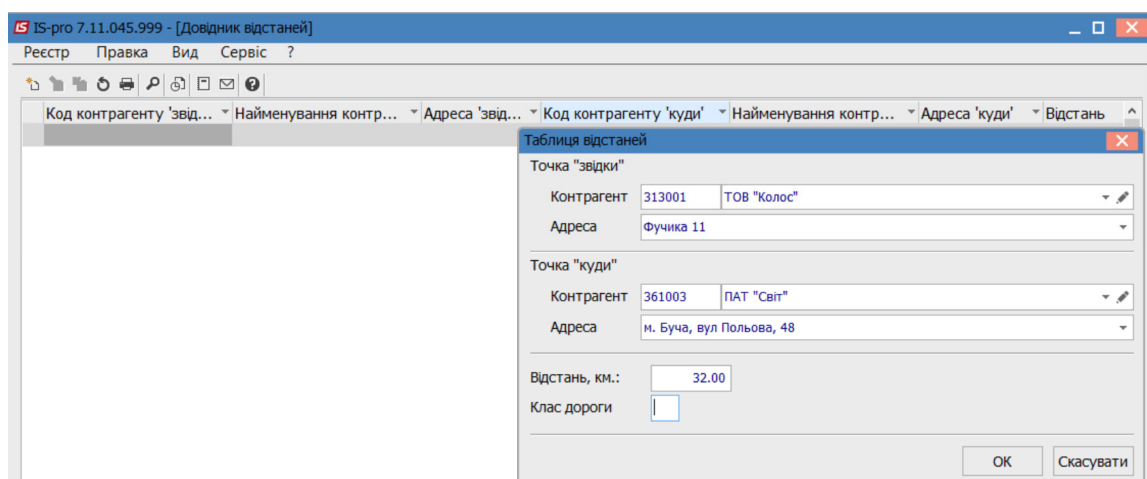 IS IS-pro 7.11.045.999 - [Довідник відстаней]
Реєстр Правка Вид Сервіс ?
Код контрагенту 'звід... Найменування контр... Адреса 'звід... Код контрагенту 'куди' Найменування контр... Адреса 'куди' Відстань
Таблиця відстаней
Точка "звідки"
Контрагент 313001 ТОВ "Колос"
Адреса Фучика 11
Точка "куди"
Контрагент 361003 ПАТ "Світ"
Адреса м. Буча, вул Польова, 48
Відстань, км.: 32.00
Клас дороги
ОК Скасувати